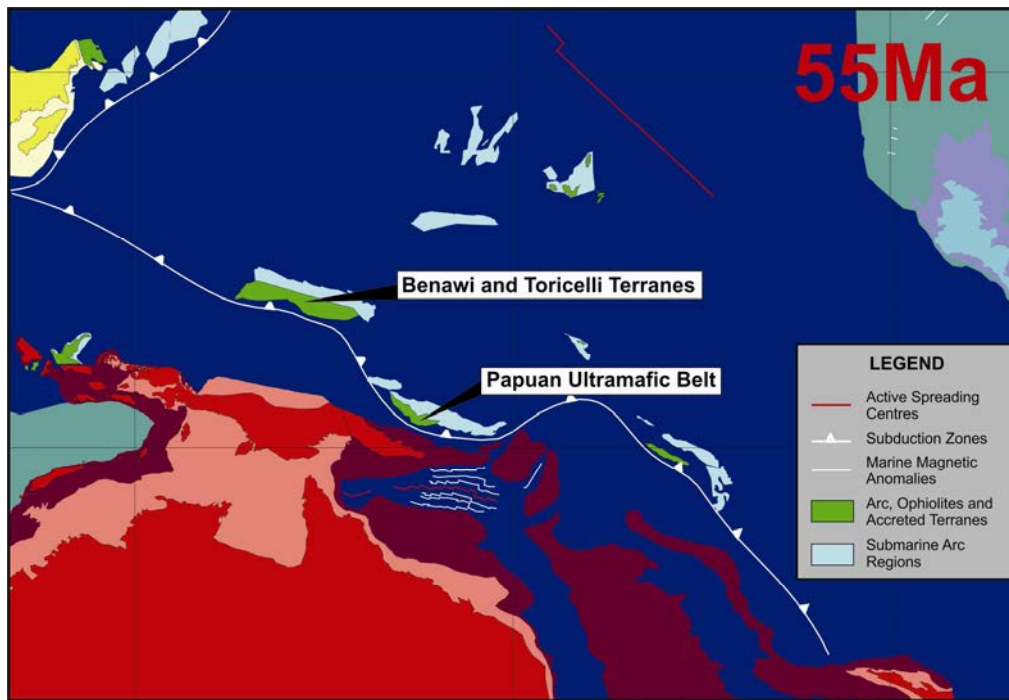 55Ma
Benawi and Toricelli Terranes
Papuan Ultramafic Belt
LEGEND
Active Spreading
Centres
Subduction Zones
Marine Magnetic
Anomalies
Arc, Ophiolites and
Accreted Terranes
Submarine Arc
Regions